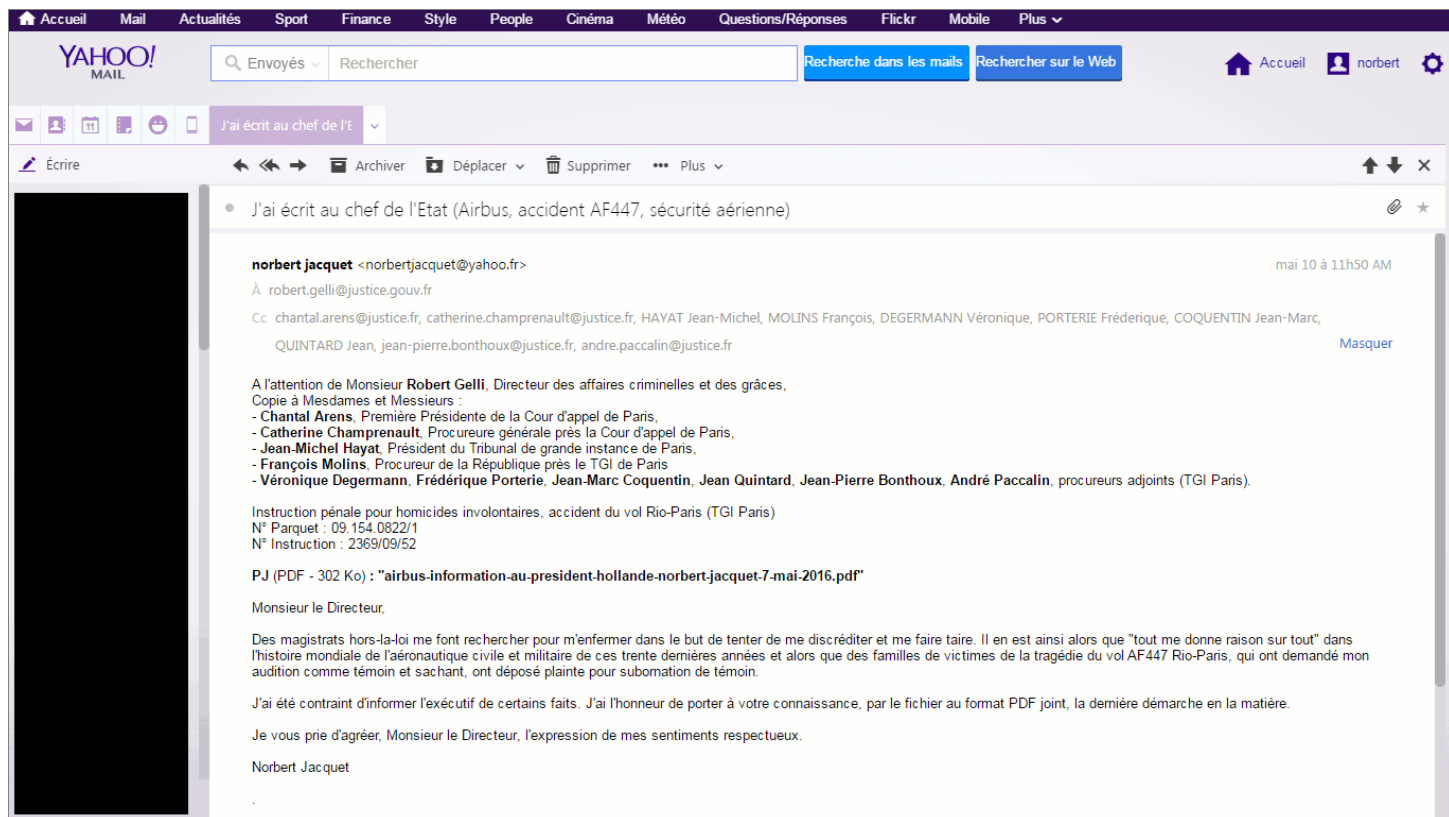 Accueil Mail Actualités Sport Finance Style People Cinéma Météo Questions/Réponses Flickr Mobile Plus
YAHOO!
MAIL
Envoyés Rechercher Recherche dans les mails Rechercher sur le Web Accueil norbert
11 J'ai écrit au chef de l'E
Écrire Archiver Déplacer Supprimer Plus
J'ai écrit au chef de l'Etat (Airbus, accident AF447, sécurité aérienne)
norbert jacquet <norbertjacquet@yahoo.fr> mai 10 à 11h50 AM
À robert.gelli@justice.gouv.fr
Cc chantal.arens@justice.fr, catherine.champrenault@justice.fr, HAYAT Jean-Michel, MOLINS François, DEGERMANN Véronique, PORTERIE Fréderique, COQUENTIN Jean-Marc,
QUINTARD Jean, jean-pierre.bonthoux@justice.fr, andre.paccalin@justice.fr Masquer
A l'attention de Monsieur Robert Gelli, Directeur des affaires criminelles et des grâces,
Copie à Mesdames et Messieurs :
- Chantal Arens, Première Présidente de la Cour d'appel de Paris,
- Catherine Champrenault, Procureure générale près la Cour d'appel de Paris,
- Jean-Michel Hayat, Président du Tribunal de grande instance de Paris,
- François Molins, Procureur de la République près le TGI de Paris
- Véronique Degermann, Frédérique Porterie, Jean-Marc Coquentin, Jean Quintard, Jean-Pierre Bonthoux, André Paccalin, procureurs adjoints (TGI Paris).
Instruction pénale pour homicides involontaires, accident du vol Rio-Paris (TGI Paris)
N° Parquet : 09.154.0822/1
N° Instruction : 2369/09/52
PJ (PDF - 302 Ko) : "airbus-information-au-president-hollande-norbert-jacquet-7-mai-2016.pdf"
Monsieur le Directeur,
Des magistrats hors-la-loi me font rechercher pour m'enfermer dans le but de tenter de me discréditer et me faire taire. Il en est ainsi alors que "tout me donne raison sur tout" dans
l'histoire mondiale de l'aéronautique civile et militaire de ces trente dernières années et alors que des familles de victimes de la tragédie du vol AF447 Rio-Paris, qui ont demandé mon
audition comme témoin et sachant, ont déposé plainte pour subornation de témoin.
J'ai été contraint d'informer l'exécutif de certains faits. J'ai l'honneur de porter à votre connaissance, par le fichier au format PDF joint, la dernière démarche en la matière.
Je vous prie d'agréer, Monsieur le Directeur, l'expression de mes sentiments respectueux.
Norbert Jacquet
.